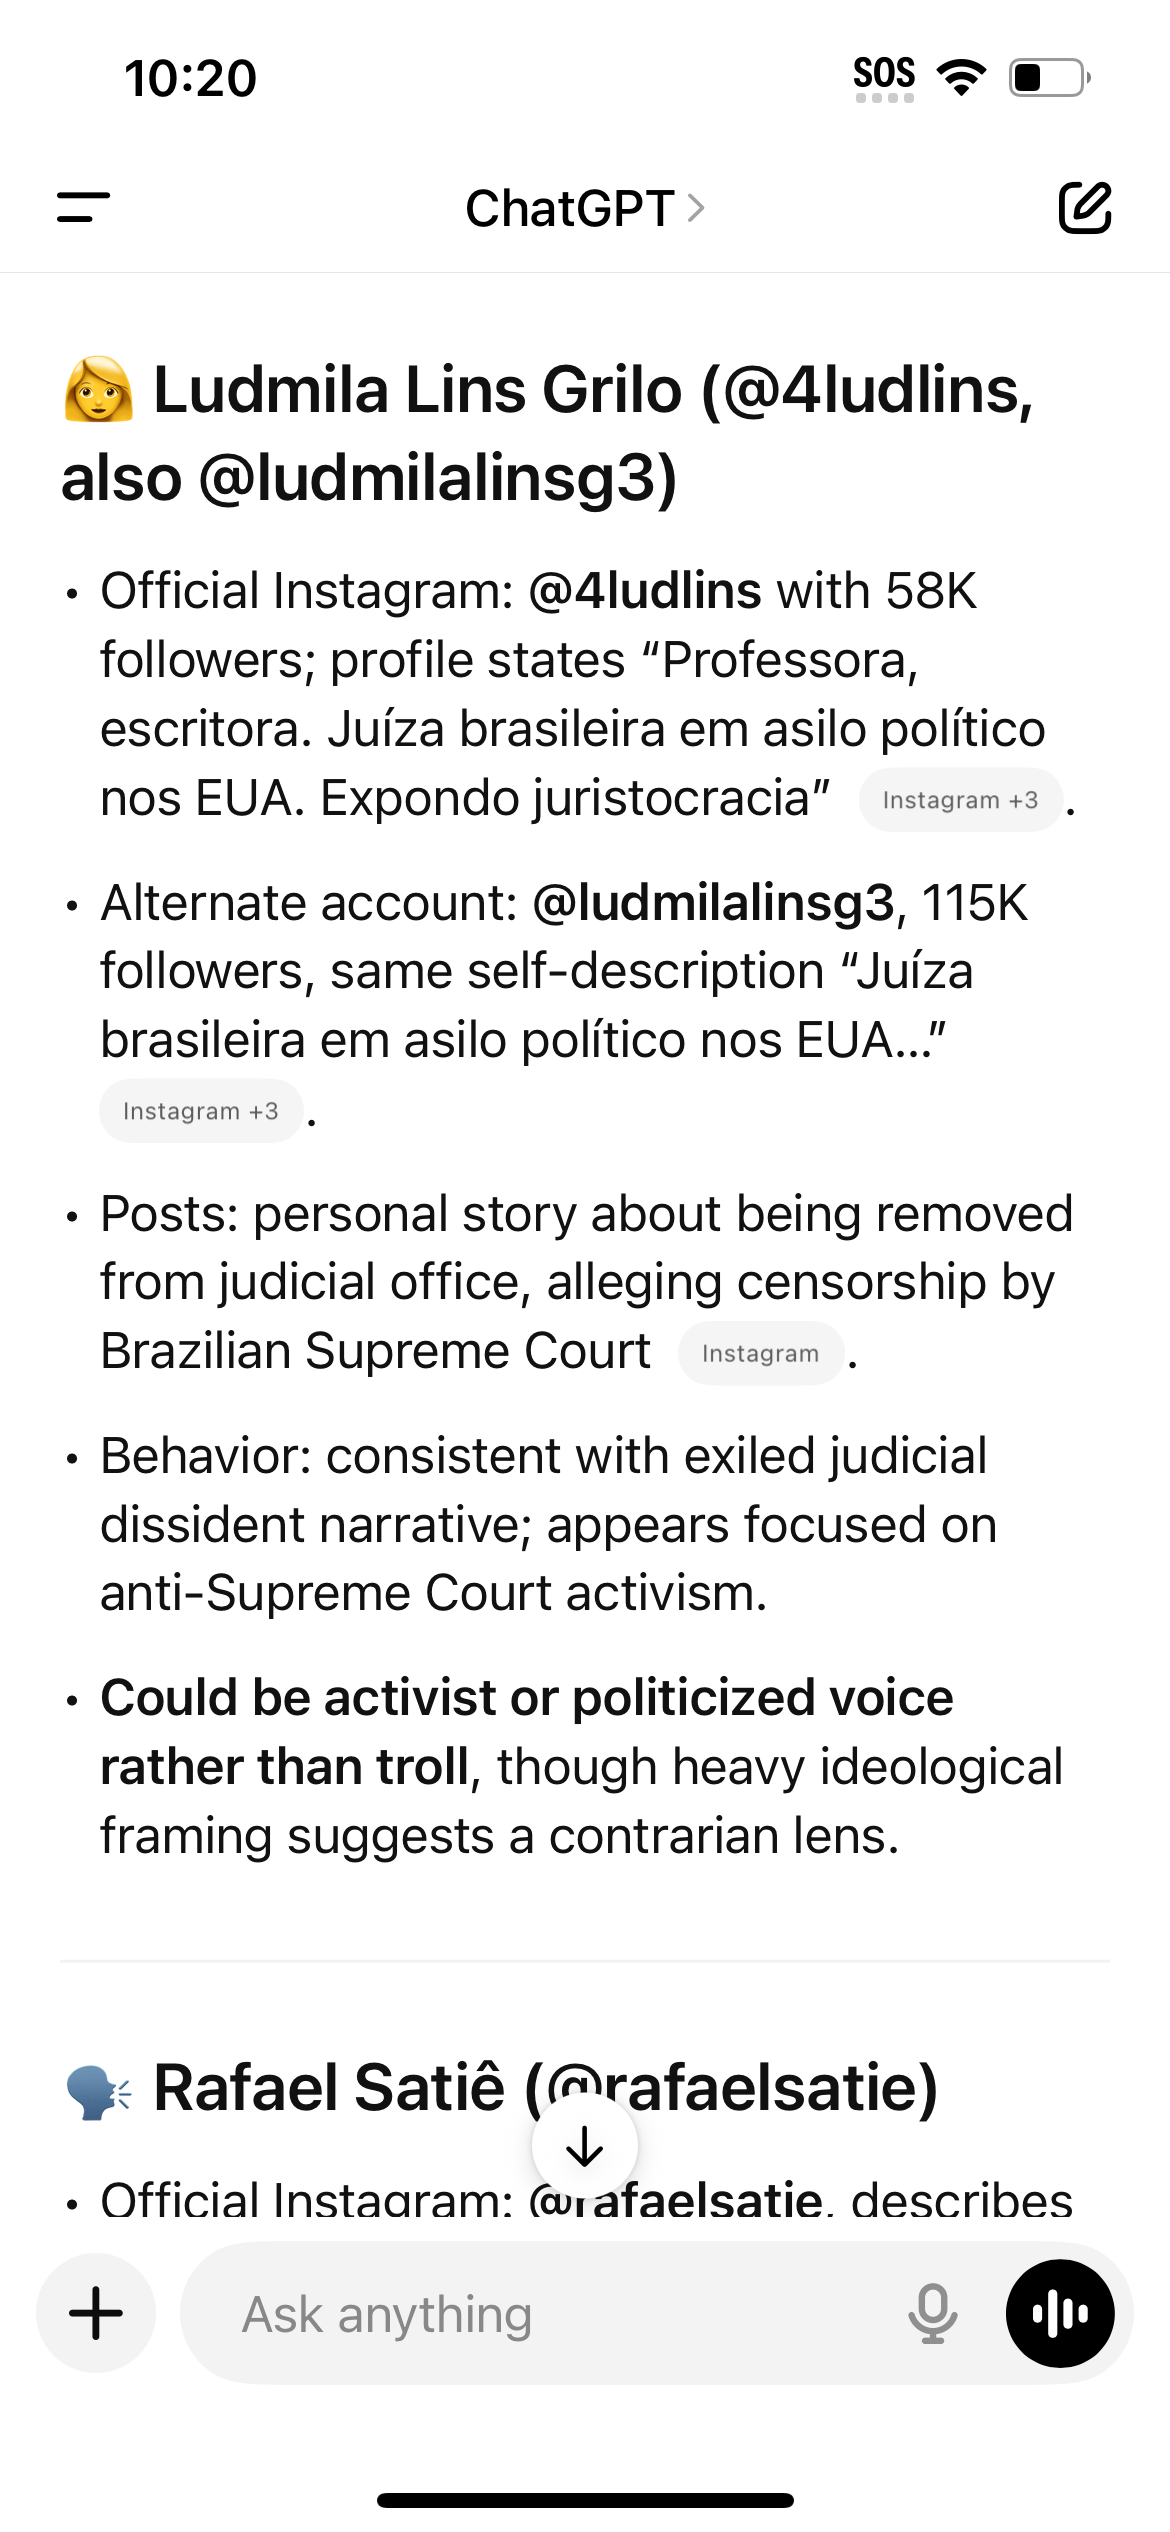 10:20
SOS
ChatGPT
Ludmila Lins Grilo (@4ludlins,
also @ludmilalinsg3)
• Official Instagram: @4ludlins with 58K
followers; profile states “Professora,
escritora. Juíza brasileira em asilo político
nos EUA. Expondo juristocracia” Instagram +3 .
• Alternate account: @ludmilalinsg3, 115K
followers, same self-description “Juíza
brasileira em asilo político nos EUA...”
Instagram +3 .
• Posts: personal story about being removed
from judicial office, alleging censorship by
Brazilian Supreme Court Instagram .
• Behavior: consistent with exiled judicial
dissident narrative; appears focused on
anti-Supreme Court activism.
• Could be activist or politicized voice
rather than troll, though heavy ideological
framing suggests a contrarian lens.
Rafael Satiê (@rafaelsatie)
• Official Instagram: @rafaelsatie, describes
Ask anything